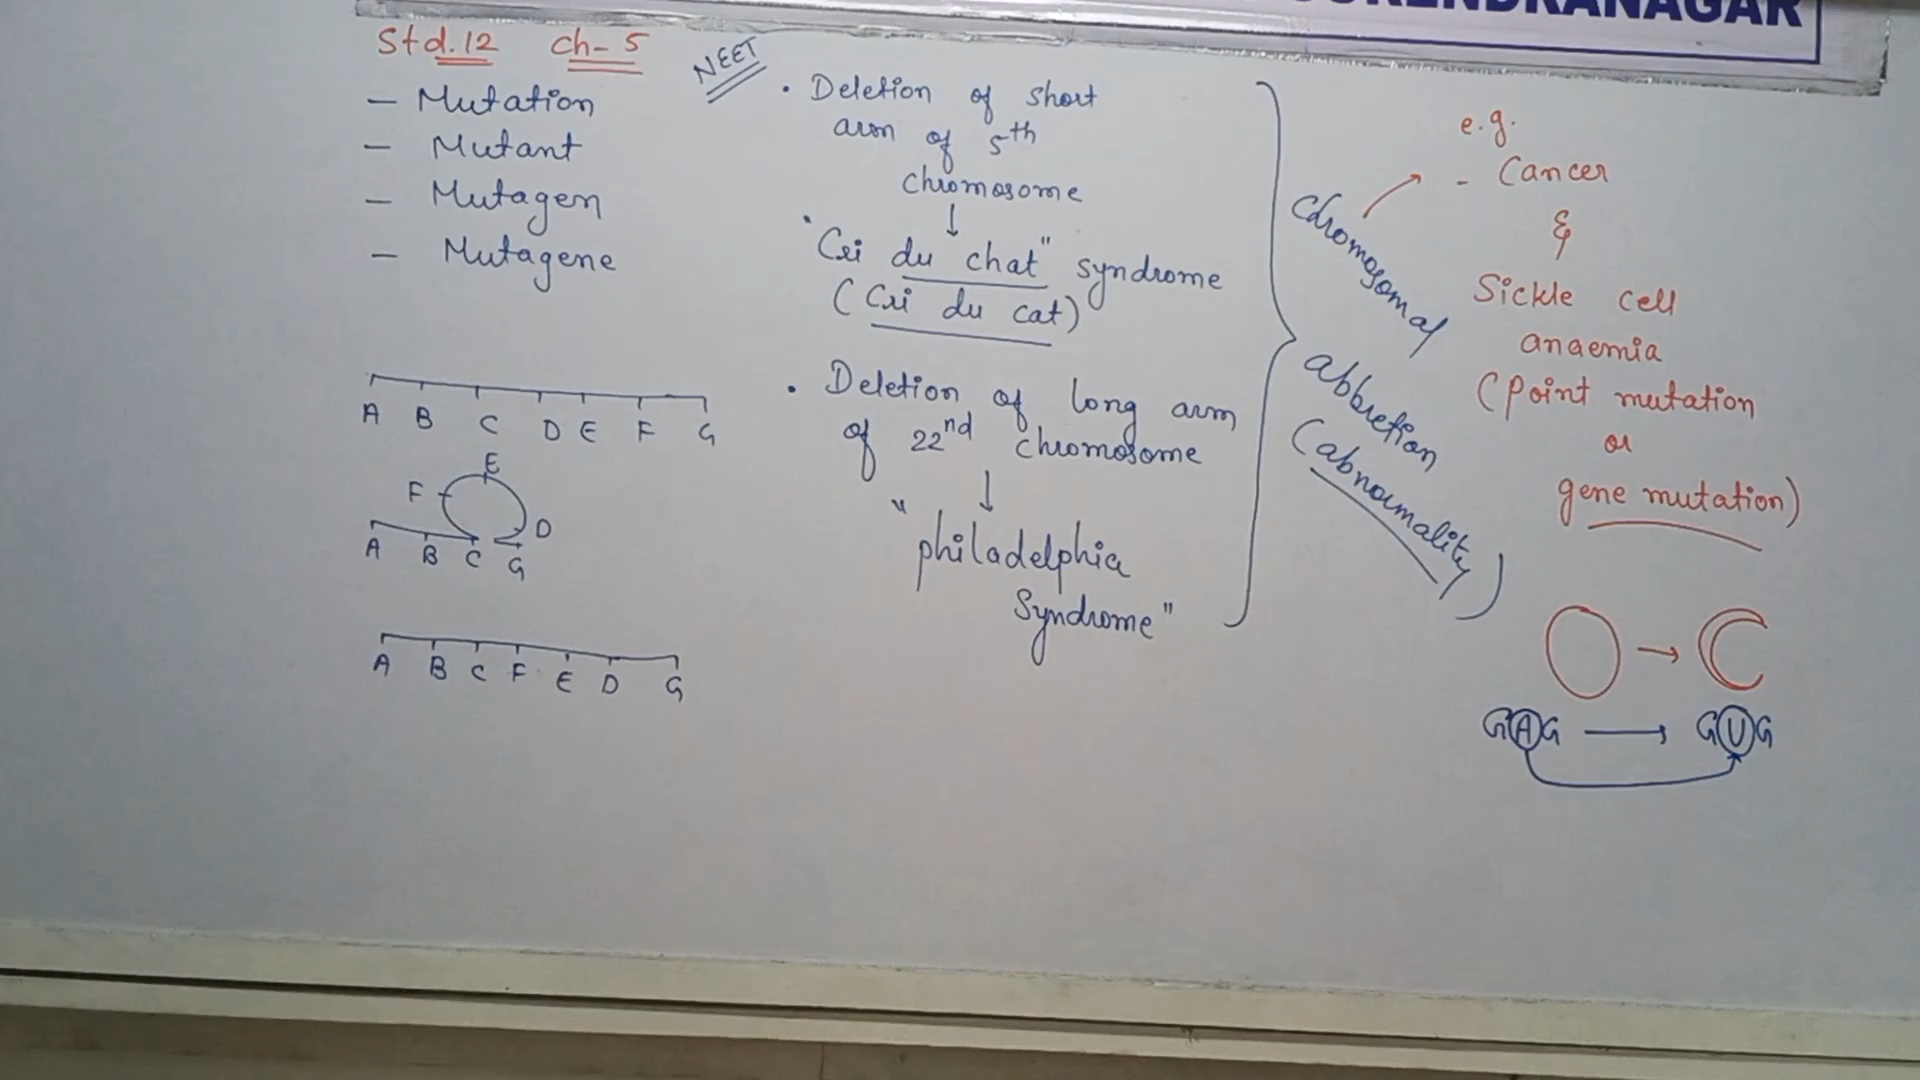 SURENDRANAGAR
Std.12 Ch-5
- Mutation
- Mutant
- Mutagen
- Mutagene
A B C D E F G
E
F
D
A B C G
A B C F E D G
NEET
• Deletion of short
arm of 5th
chromosome
↓
"Cri du chat" syndrome
(Cri du cat)
• Deletion of long arm
of 22nd chromosome
↓
"philadelphia
Syndrome"
Chromosomal
abbretion
(abnormality)
e.g.
- Cancer
&
Sickle cell
anaemia
(Point mutation
or
gene mutation)
GAG → GUG